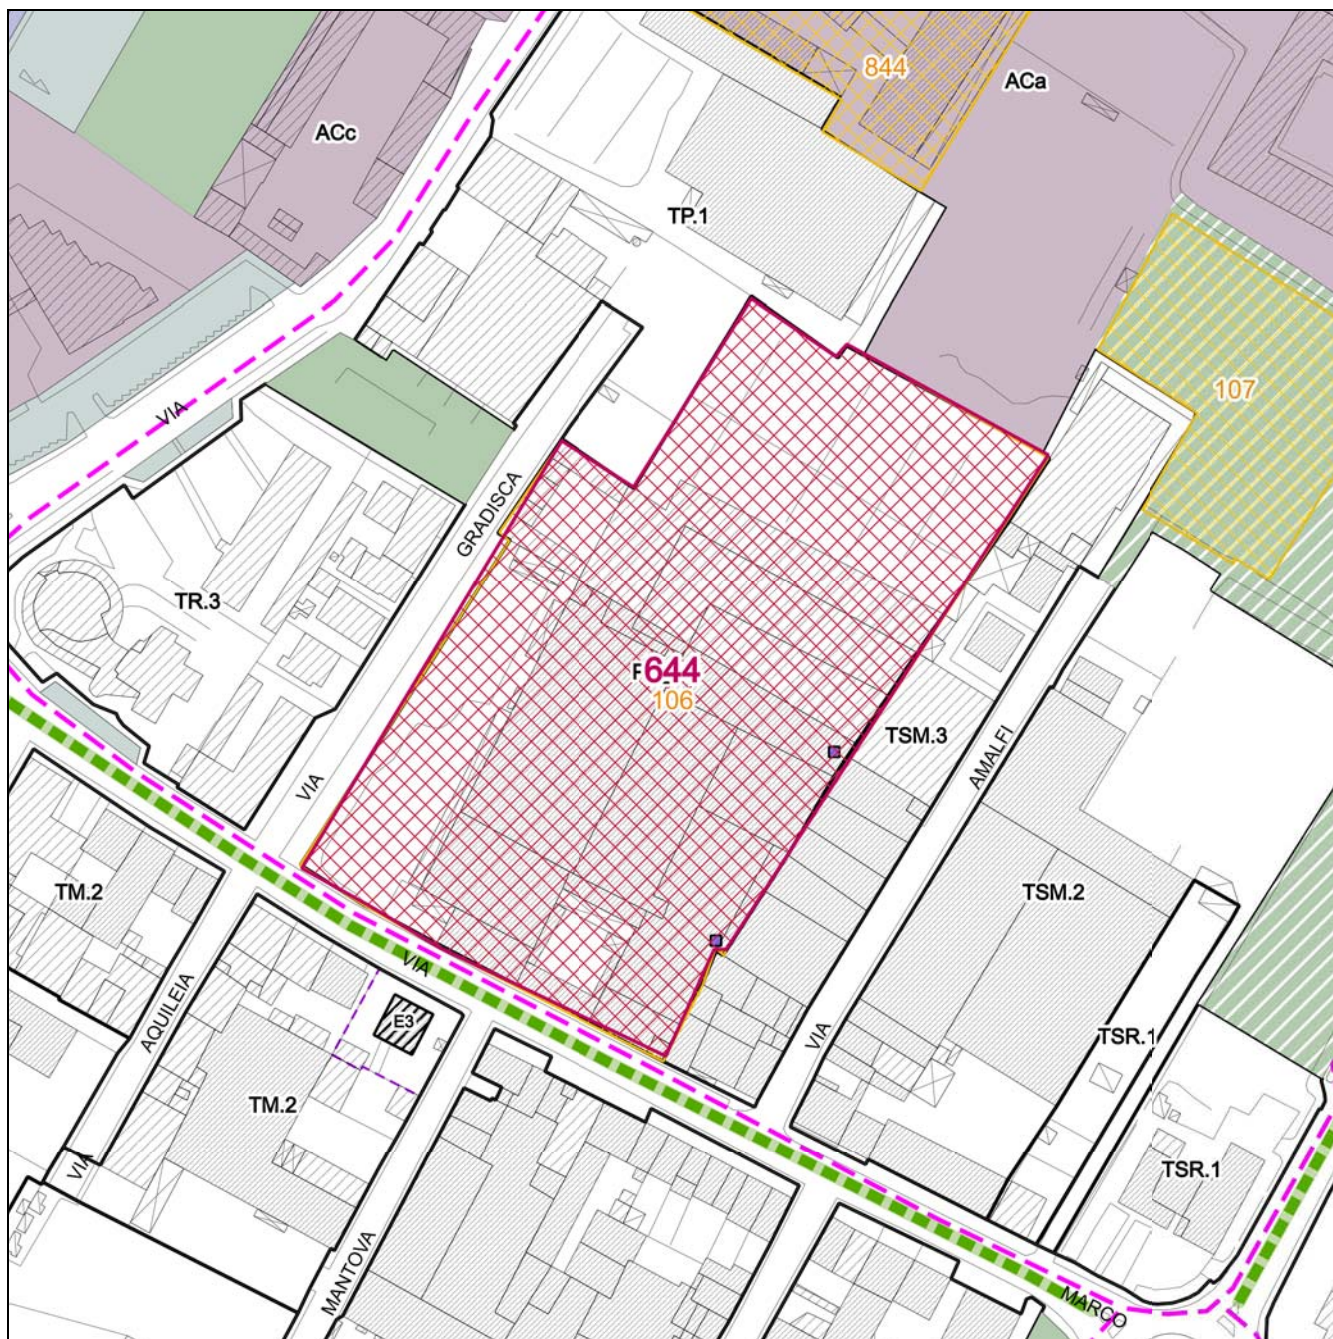 844
ACa
ACc
TP.1
107
VIA
GRADISCA
TR.3
644
106
TSM.3
AMALFI
VIA
TM.2
TSM.2
VIA
AQUILEIA
E3
VIA
TSR.1
TM.2
VIA
TSR.1
MANTOVA
MARCO